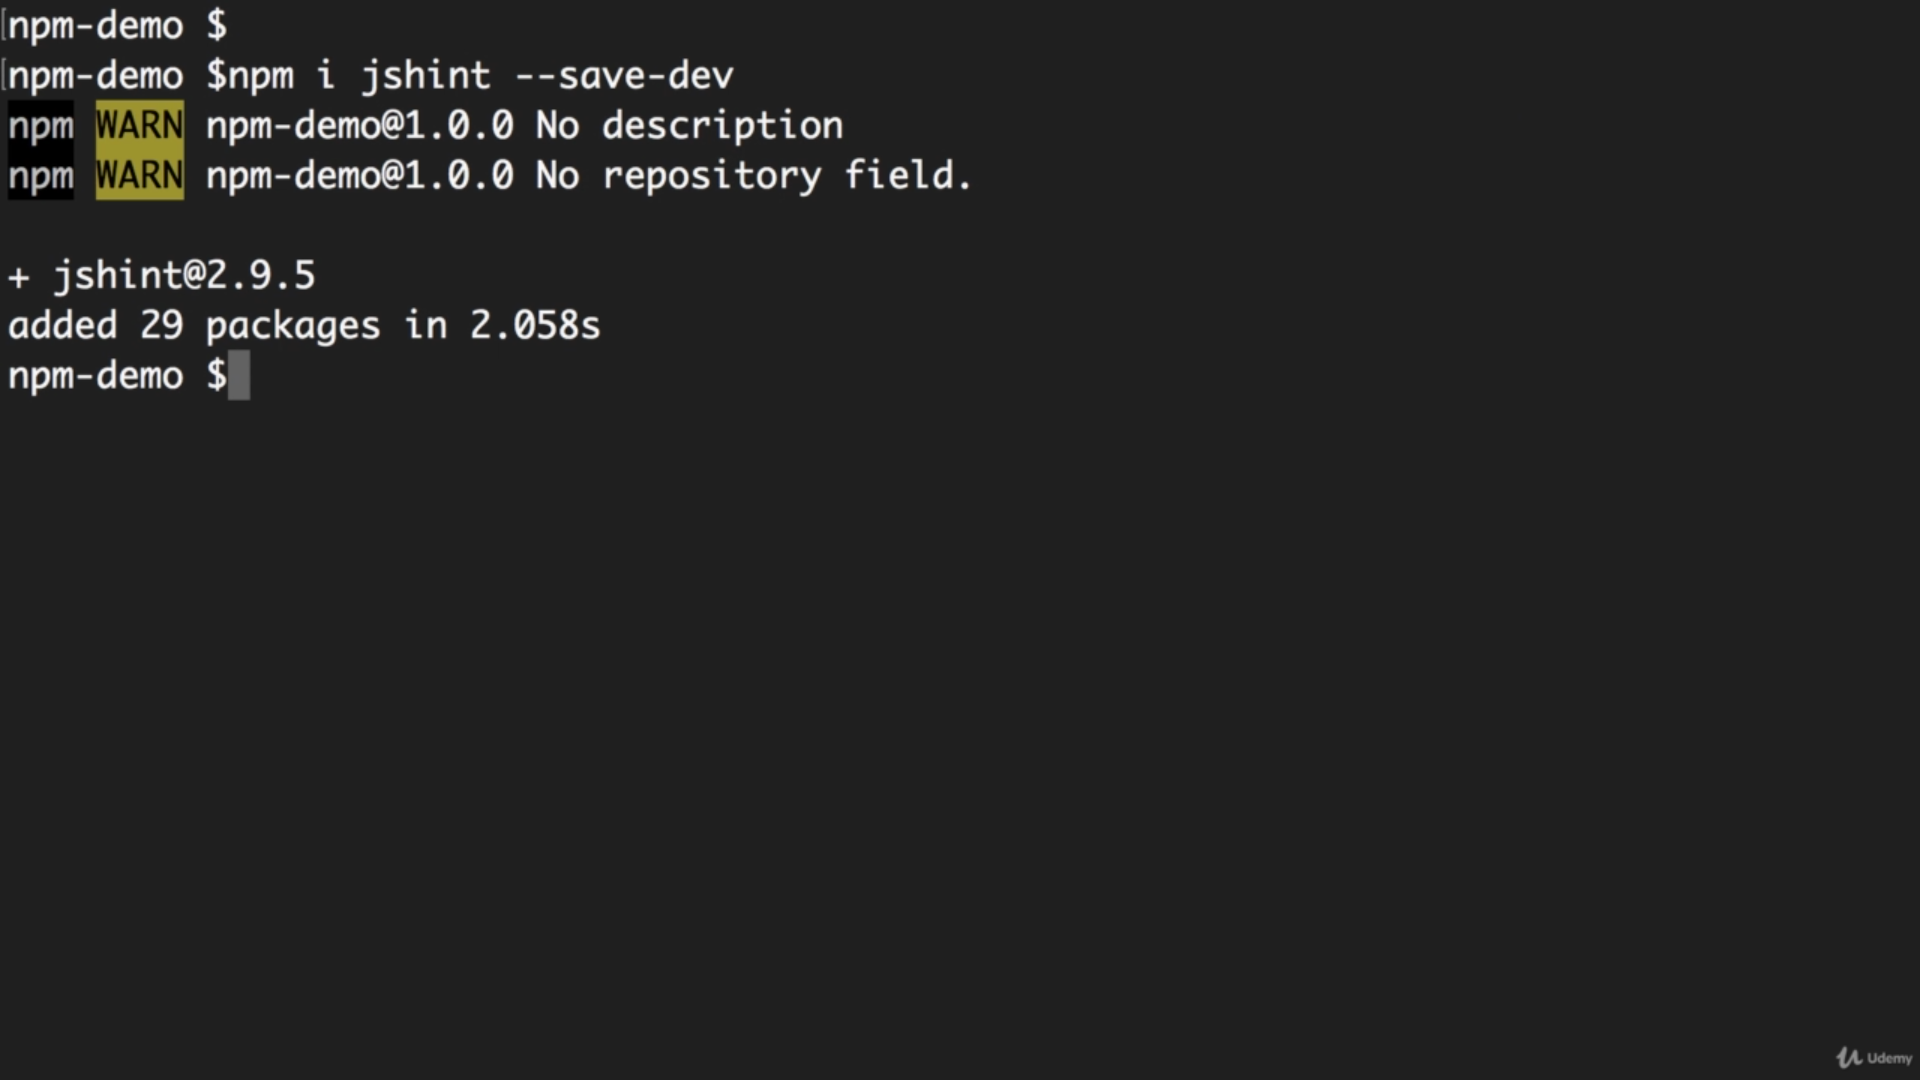 [npm-demo $
[npm-demo $npm i jshint --save-dev
npm WARN npm-demo@1.0.0 No description
npm WARN npm-demo@1.0.0 No repository field.
+ jshint@2.9.5
added 29 packages in 2.058s
npm-demo $
Udemy